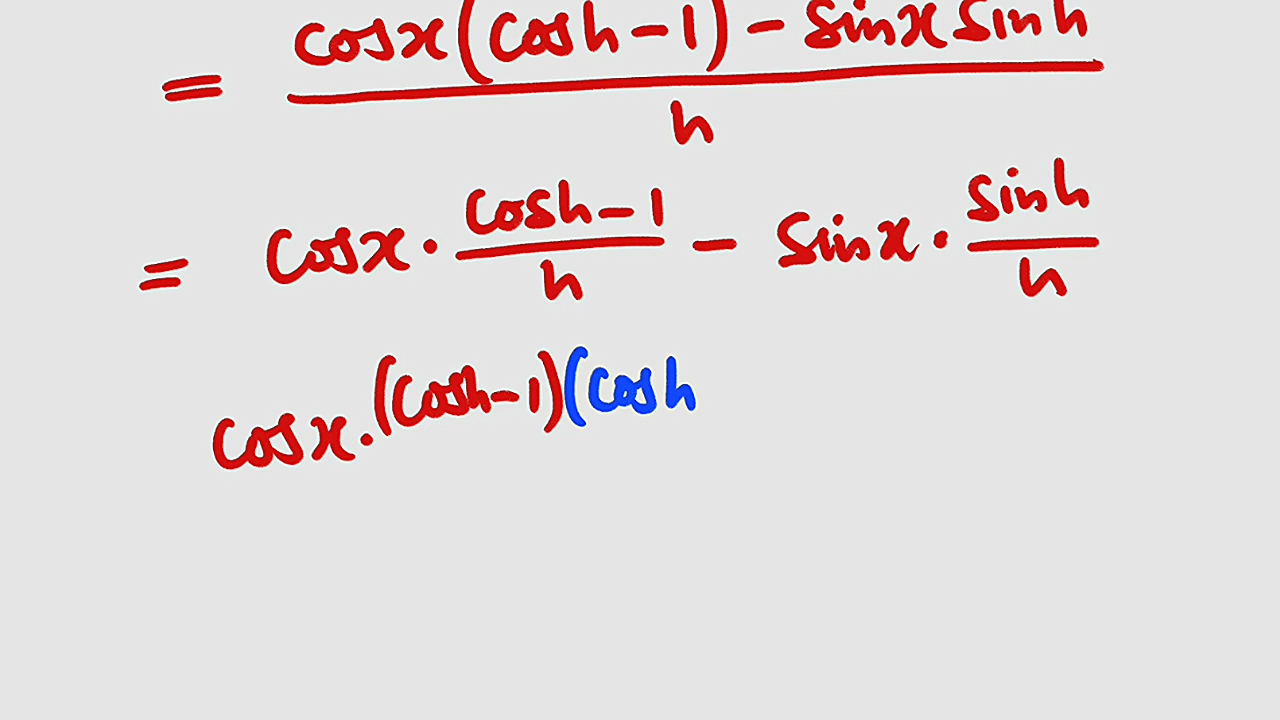 cosx(cosh-1) - sinx sinh
=
h
= cosx · cosh-1 / h - sinx · sinh / h
cosx · (cosh-1)(cosh